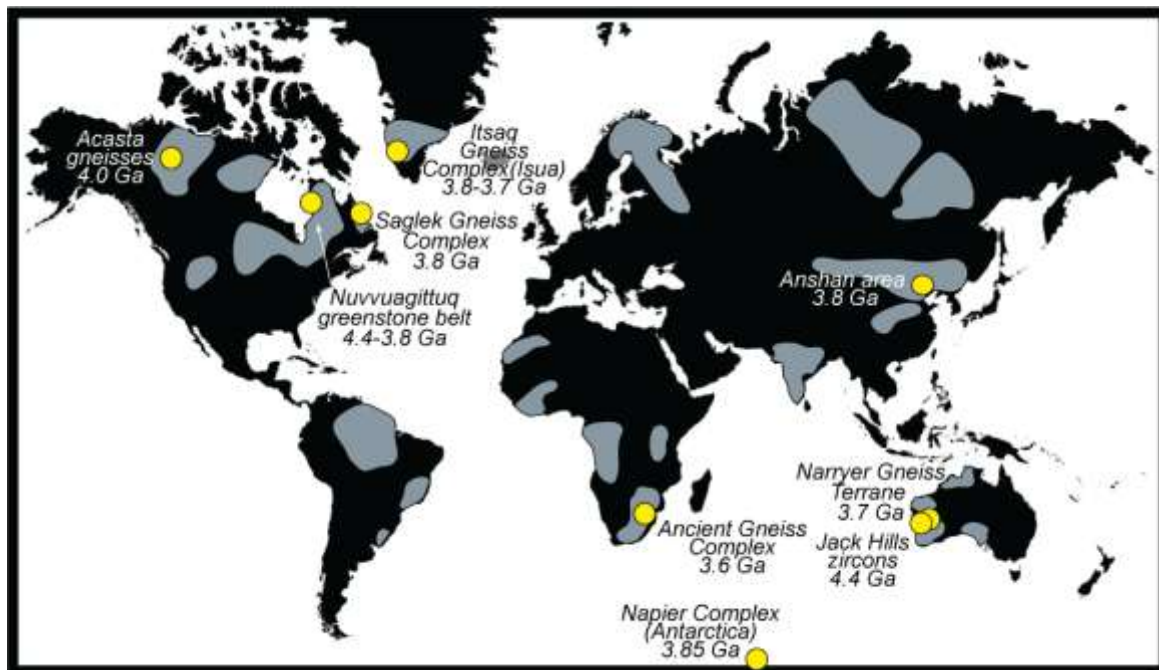 Acasta
gneisses
4.0 Ga
Itsaq
Gneiss
Complex(Isua)
3.8-3.7 Ga
Saglek Gneiss
Complex
3.8 Ga
Nuvvuagittuq
greenstone belt
4.4-3.8 Ga
Anshan area
3.8 Ga
Narryer Gneiss
Terrane
3.7 Ga
Jack Hills
zircons
4.4 Ga
Ancient Gneiss
Complex
3.6 Ga
Napier Complex
(Antarctica)
3.85 Ga